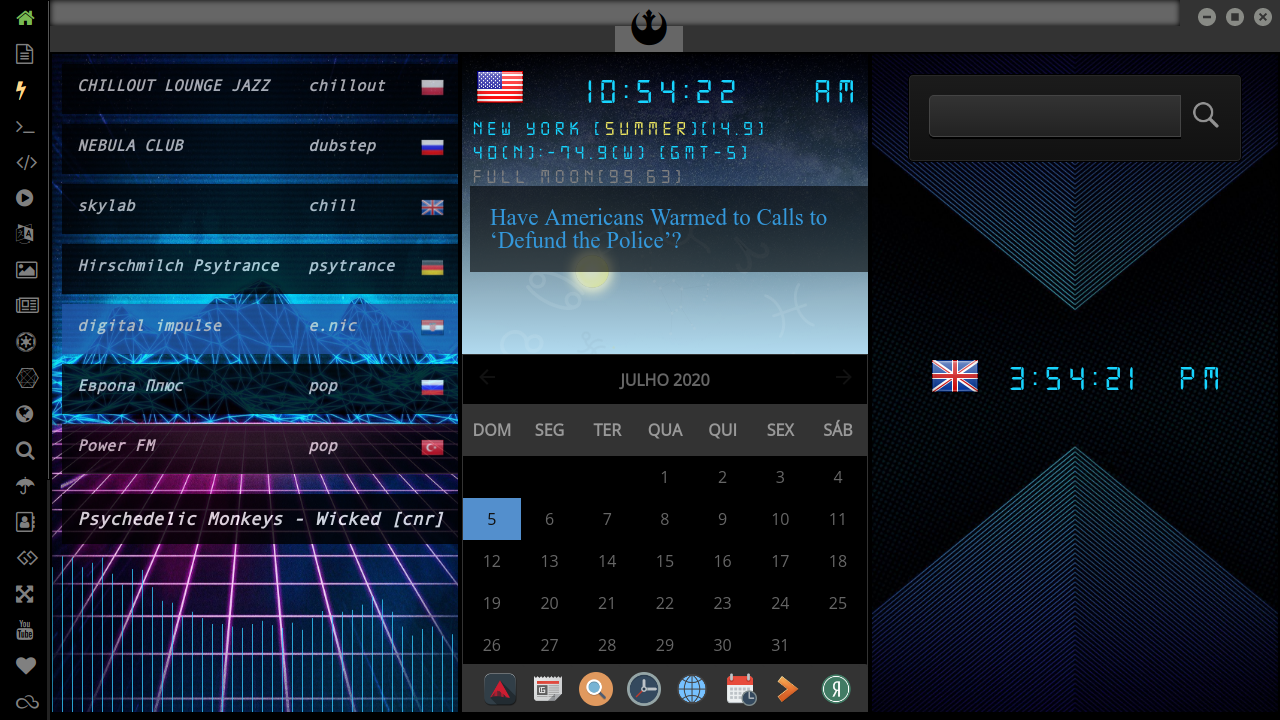 CHILLOUT LOUNGE JAZZ chillout
NEBULA CLUB dubstep
skylab chill
Hirschmilch Psytrance psytrance
digital impulse e.nic
Европа Плюс pop
Power FM pop
Psychedelic Monkeys - Wicked [cnr]
10:54:22 AM
NEW YORK [SUMMER][14.9]
40(N):-74.9(W) [GMT-5]
FULL MOON[99.63]
Have Americans Warmed to Calls to
‘Defund the Police’?
JULHO 2020
DOM SEG TER QUA QUI SEX SÁB
1 2 3 4
5 6 7 8 9 10 11
12 13 14 15 16 17 18
19 20 21 22 23 24 25
26 27 28 29 30 31
3:54:21 PM
You
Tube
Я